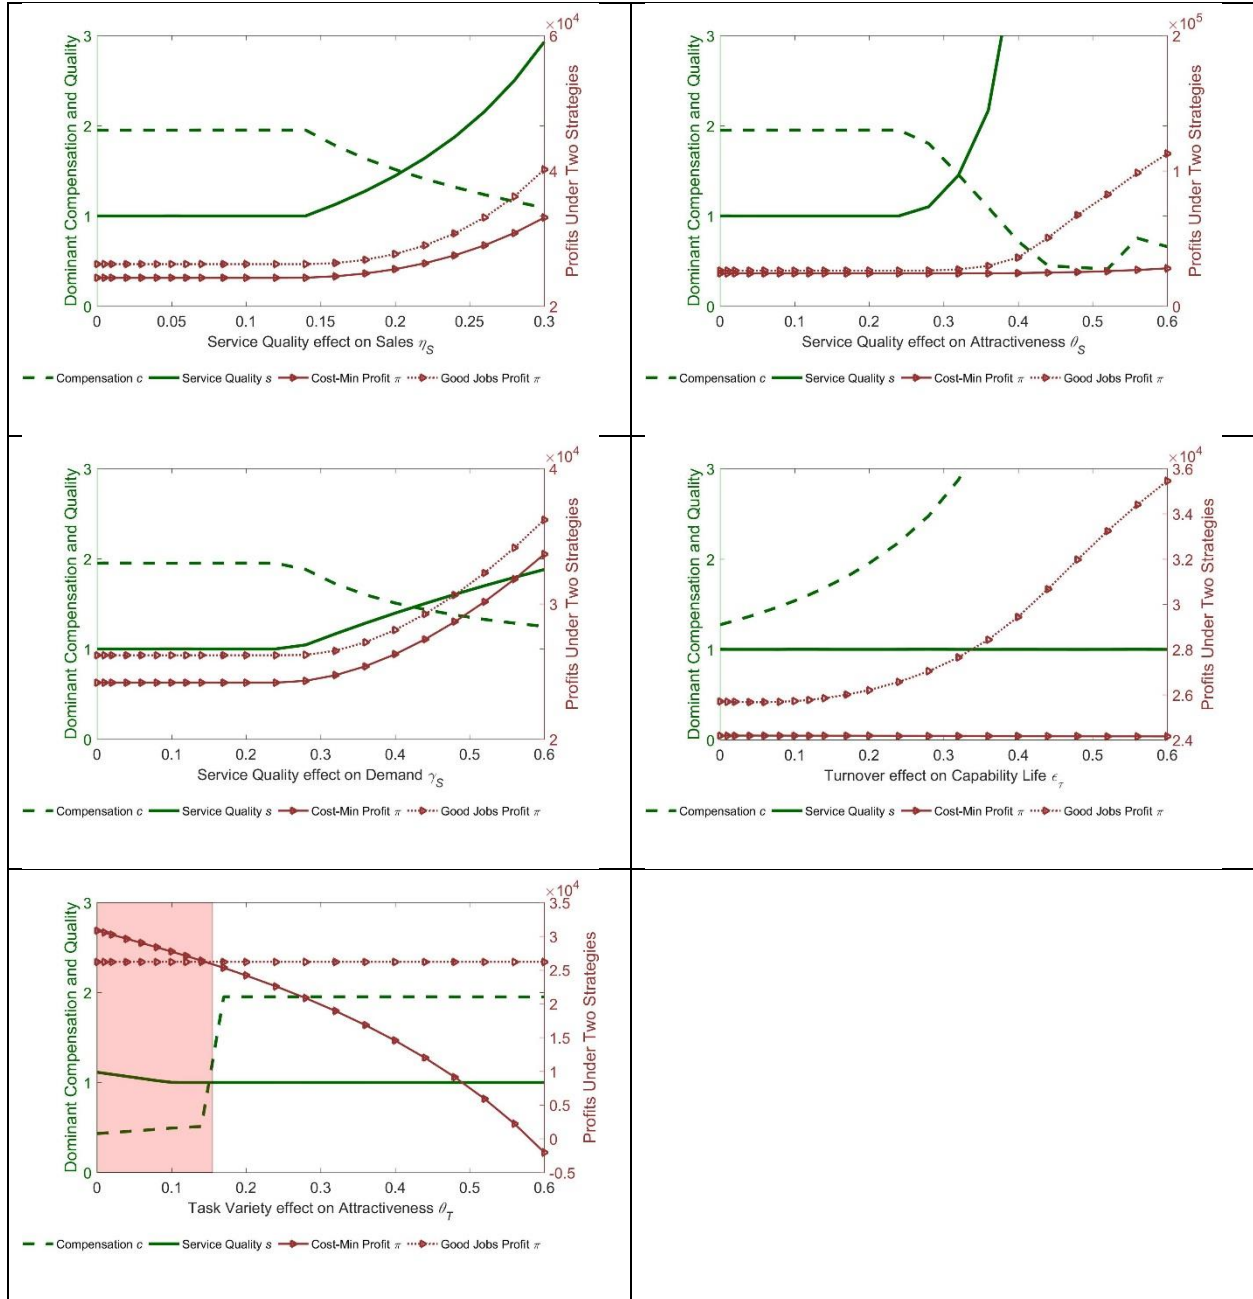 ×10⁴
Dominant Compensation and Quality
3
2
1
0
6
4
2
Profits Under Two Strategies
0 0.05 0.1 0.15 0.2 0.25 0.3
Service Quality effect on Sales η_S
Compensation c Service Quality s Cost-Min Profit π Good Jobs Profit π
×10⁵
Dominant Compensation and Quality
3
2
1
0
2
1
0
Profits Under Two Strategies
0 0.1 0.2 0.3 0.4 0.5 0.6
Service Quality effect on Attractiveness θ_S
Compensation c Service Quality s Cost-Min Profit π Good Jobs Profit π
×10⁴
Dominant Compensation and Quality
3
2
1
0
4
3
2
Profits Under Two Strategies
0 0.1 0.2 0.3 0.4 0.5 0.6
Service Quality effect on Demand γ_S
Compensation c Service Quality s Cost-Min Profit π Good Jobs Profit π
×10⁴
Dominant Compensation and Quality
3
2
1
0
3.6
3.4
3.2
3
2.8
2.6
2.4
Profits Under Two Strategies
0 0.1 0.2 0.3 0.4 0.5 0.6
Turnover effect on Capability Life ϵ_τ
Compensation c Service Quality s Cost-Min Profit π Good Jobs Profit π
×10⁴
Dominant Compensation and Quality
3
2
1
0
3.5
3
2.5
2
1.5
1
0.5
0
-0.5
Profits Under Two Strategies
0 0.1 0.2 0.3 0.4 0.5 0.6
Task Variety effect on Attractiveness θ_T
Compensation c Service Quality s Cost-Min Profit π Good Jobs Profit π